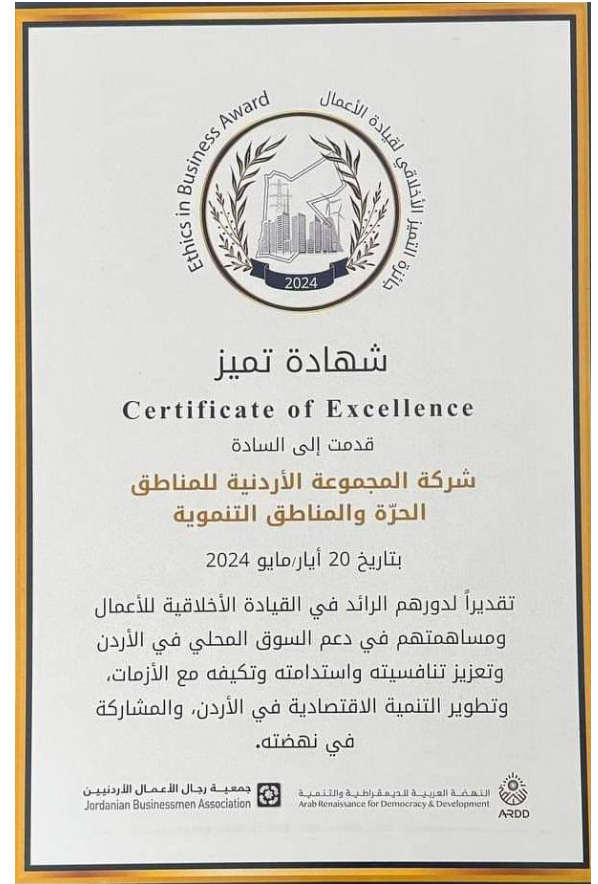 Ethics in Business Award
جائزة التميز الأخلاقي لقيادة الأعمال
2024
شهادة تميز
Certificate of Excellence
قدمت إلى السادة
شركة المجموعة الأردنية للمناطق
الحرّة والمناطق التنموية
بتاريخ 20 أيار/مايو 2024
تقديراً لدورهم الرائد في القيادة الأخلاقية للأعمال
ومساهمتهم في دعم السوق المحلي في الأردن
وتعزيز تنافسيته واستدامته وتكيفه مع الأزمات،
وتطوير التنمية الاقتصادية في الأردن، والمشاركة
في نهضته.
جمعية رجال الأعمال الأردنيين
Jordanian Businessmen Association
النهضة العربية للديمقراطية والتنمية
Arab Renaissance for Democracy & Development
ARDD